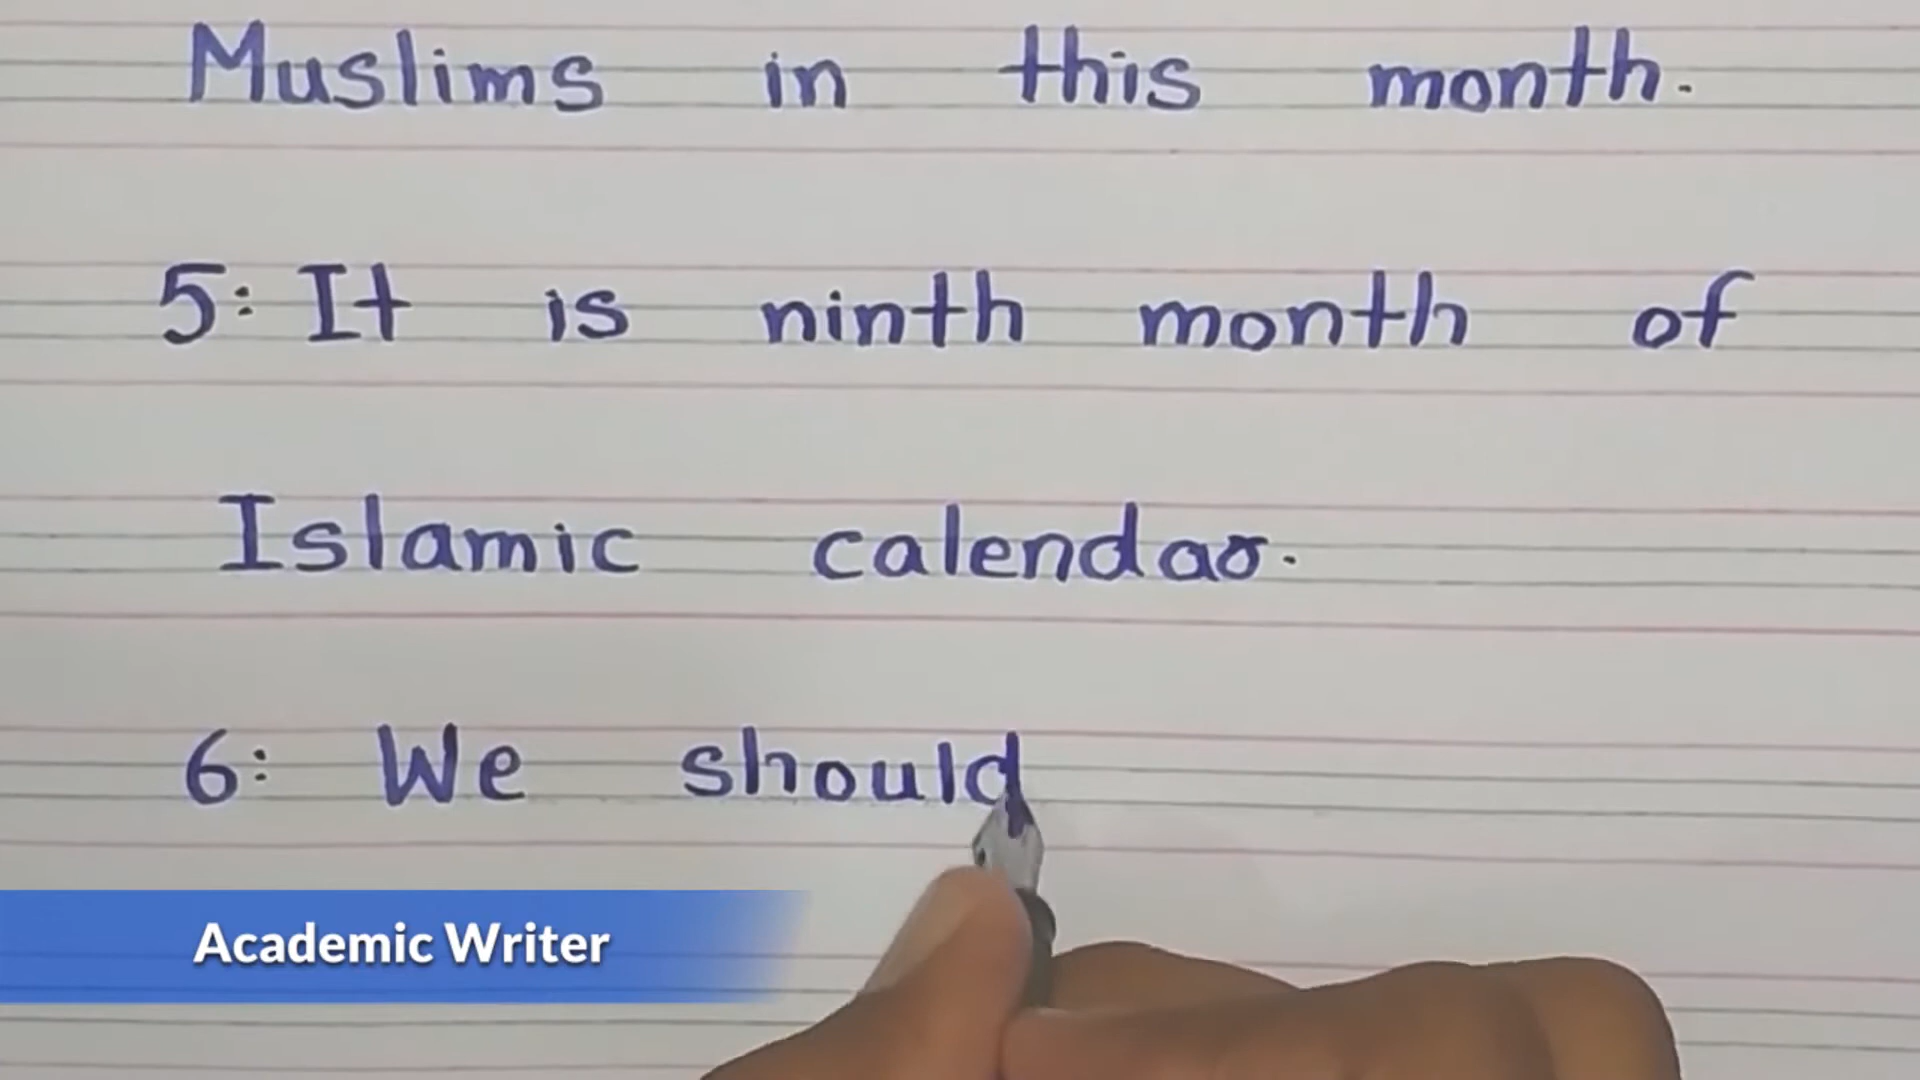 Muslims in this month.
5: It is ninth month of
Islamic calendar.
6: We should
Academic Writer